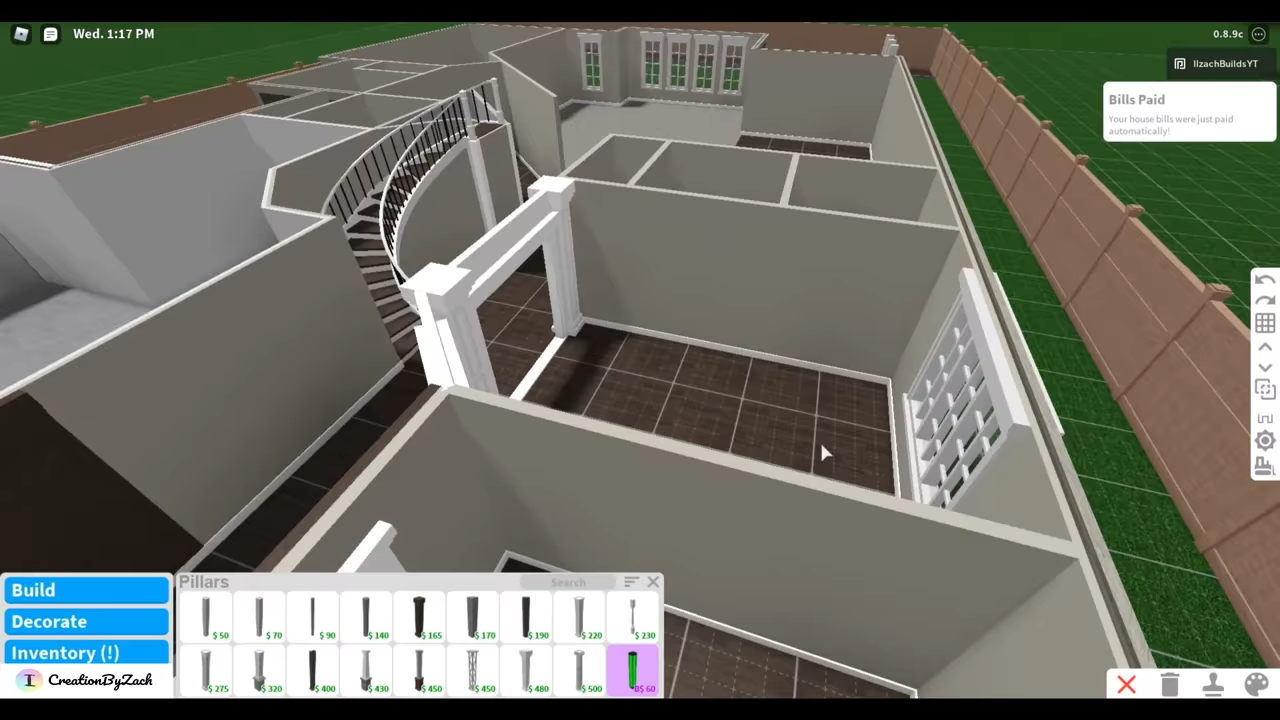 Wed. 1:17 PM
0.8.9c
IIzachBuildsYT
Bills Paid
Your house bills were just paid
automatically!
Build
Decorate
Inventory (!)
CreationByZach
Pillars
Search
$ 50
$ 70
$ 90
$ 140
$ 165
$ 170
$ 190
$ 220
$ 230
$ 275
$ 320
$ 400
$ 430
$ 450
$ 450
$ 480
$ 500
B$ 60